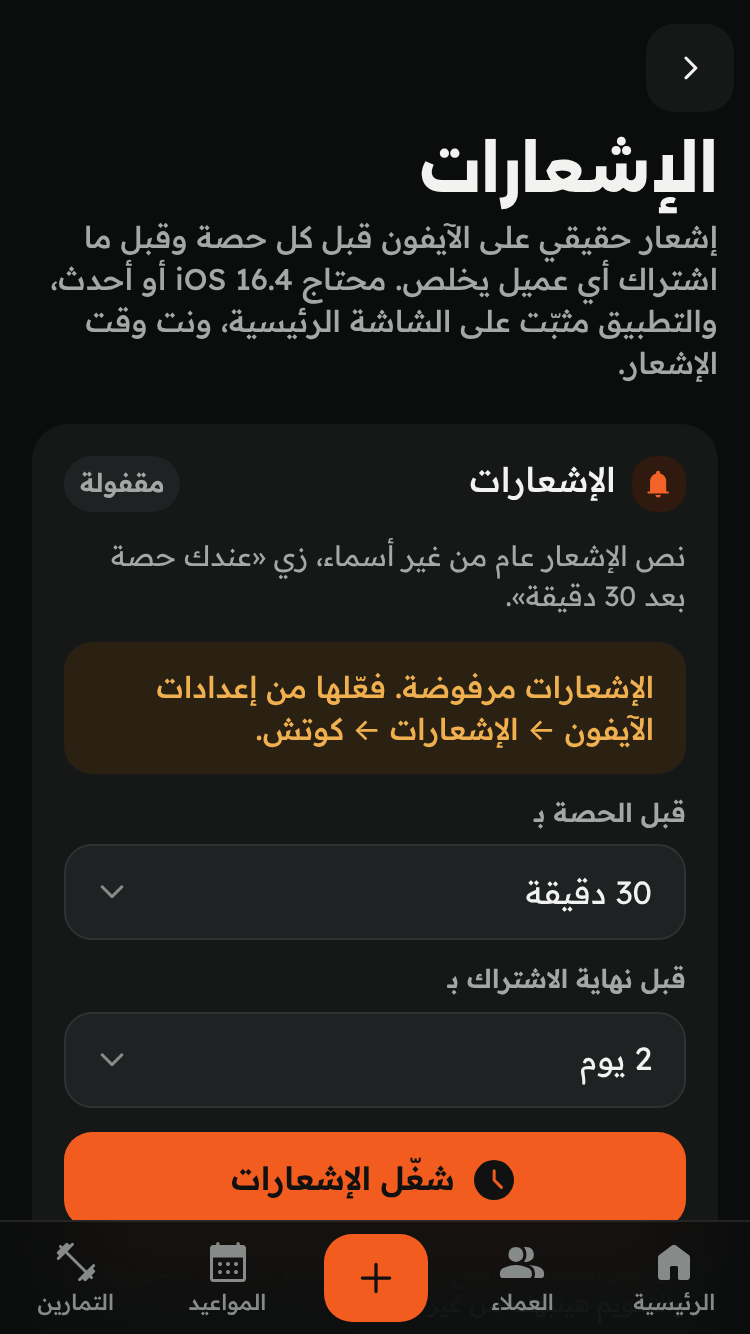 الإشعارات
إشعار حقيقي على الآيفون قبل كل حصة وقبل ما
اشتراك أي عميل يخلص. محتاج iOS 16.4 أو أحدث،
والتطبيق مثبّت على الشاشة الرئيسية، ونت وقت
الإشعار.
الإشعارات
مقفولة
نص الإشعار عام من غير أسماء، زي «عندك حصة
بعد 30 دقيقة».
الإشعارات مرفوضة. فعّلها من إعدادات
الآيفون ← الإشعارات ← كوتش.
قبل الحصة بـ
30 دقيقة
قبل نهاية الاشتراك بـ
2 يوم
شغّل الإشعارات
الرئيسية
العملاء
المواعيد
التمارين